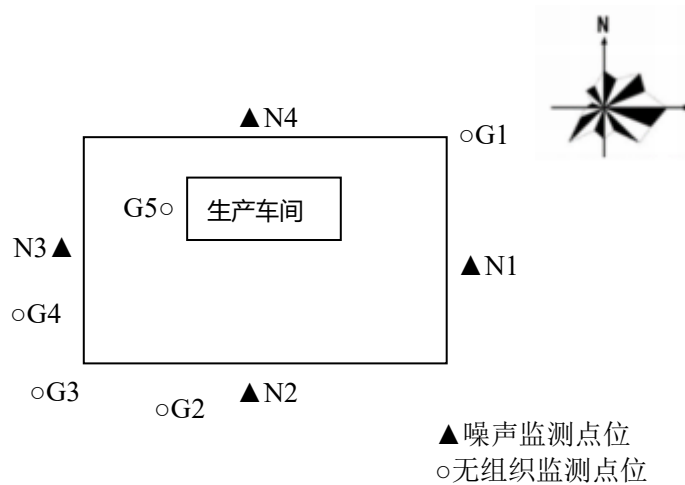 N
▲N4
○G1
G5○
生产车间
N3▲
▲N1
○G4
○G3
○G2
▲N2
▲噪声监测点位
○无组织监测点位